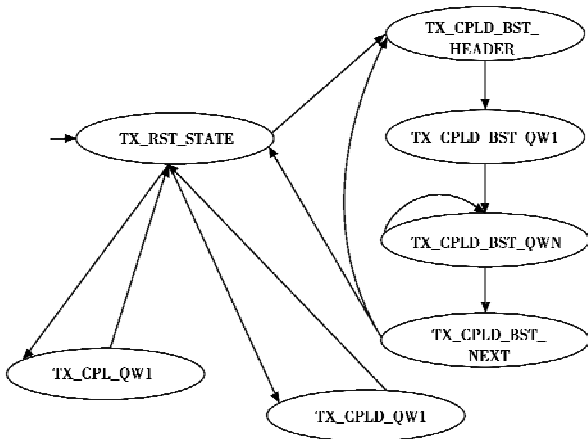 TX_CPLD_BST_
HEADER
TX_RST_STATE
TX_CPLD_BST_QW1
TX_CPLD_BST_QWN
TX_CPLD_BST_
NEXT
TX_CPL_QW1
TX_CPLD_QW1